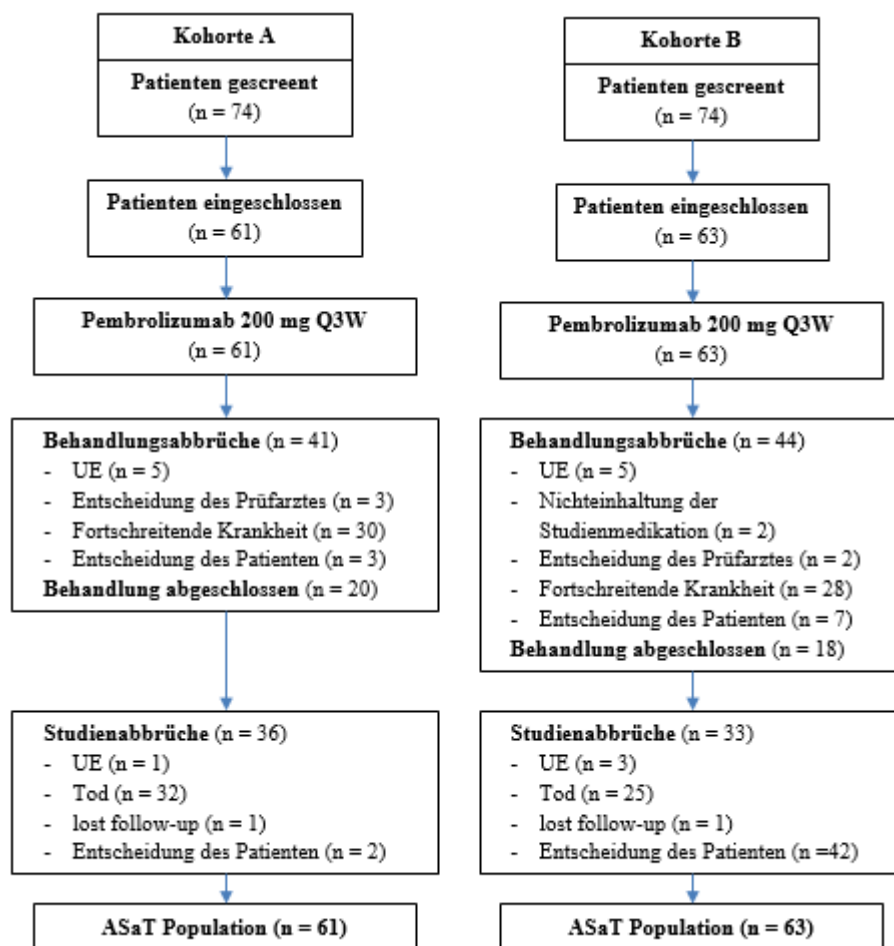 Kohorte A
Patienten gescreent
(n = 74)
Patienten eingeschlossen
(n = 61)
Pembrolizumab 200 mg Q3W
(n = 61)
Behandlungsabbrüche (n = 41)
- UE (n = 5)
- Entscheidung des Prüfarztes (n = 3)
- Fortschreitende Krankheit (n = 30)
- Entscheidung des Patienten (n = 3)
Behandlung abgeschlossen (n = 20)
Studienabbrüche (n = 36)
- UE (n = 1)
- Tod (n = 32)
- lost follow-up (n = 1)
- Entscheidung des Patienten (n = 2)
ASaT Population (n = 61)
Kohorte B
Patienten gescreent
(n = 74)
Patienten eingeschlossen
(n = 63)
Pembrolizumab 200 mg Q3W
(n = 63)
Behandlungsabbrüche (n = 44)
- UE (n = 5)
- Nichteinhaltung der
Studienmedikation (n = 2)
- Entscheidung des Prüfarztes (n = 2)
- Fortschreitende Krankheit (n = 28)
- Entscheidung des Patienten (n = 7)
Behandlung abgeschlossen (n = 18)
Studienabbrüche (n = 33)
- UE (n = 3)
- Tod (n = 25)
- lost follow-up (n = 1)
- Entscheidung des Patienten (n =42)
ASaT Population (n = 63)